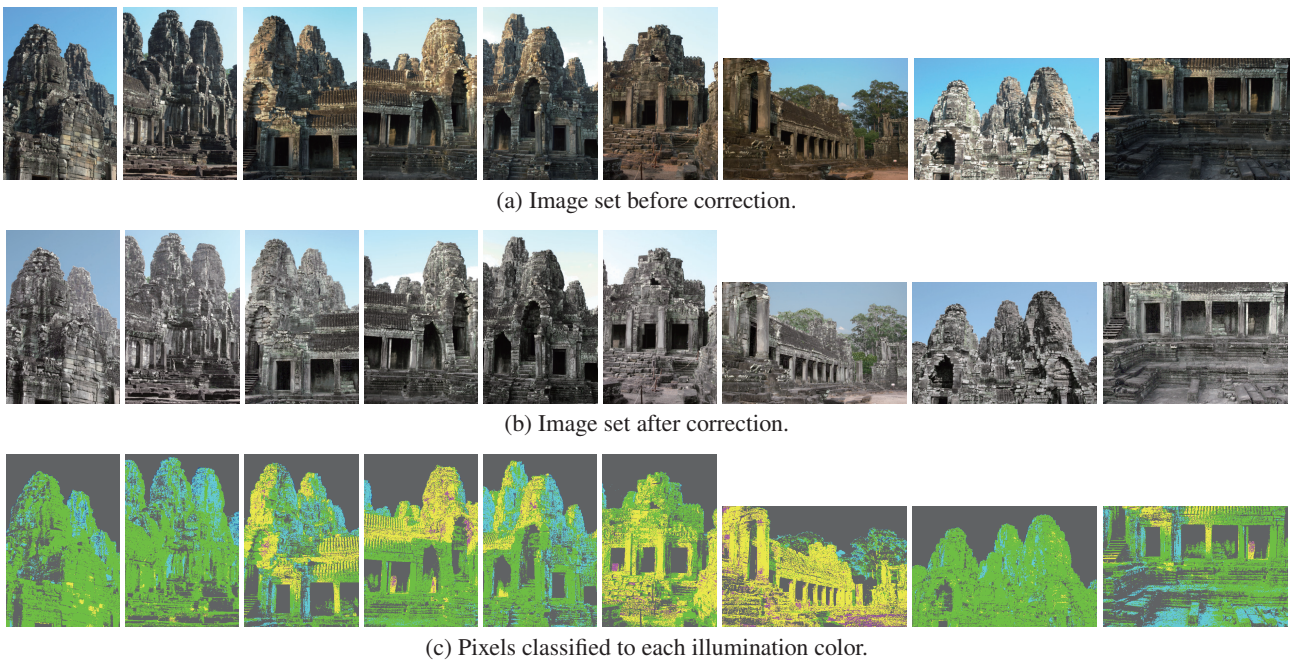 (a) Image set before correction.
(b) Image set after correction.
(c) Pixels classified to each illumination color.